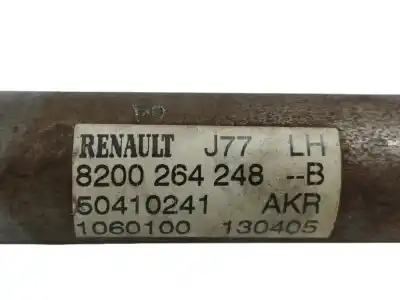 RENAULT J77 LH
8200 264 248 --B
50410241 AKR
1060100 130405